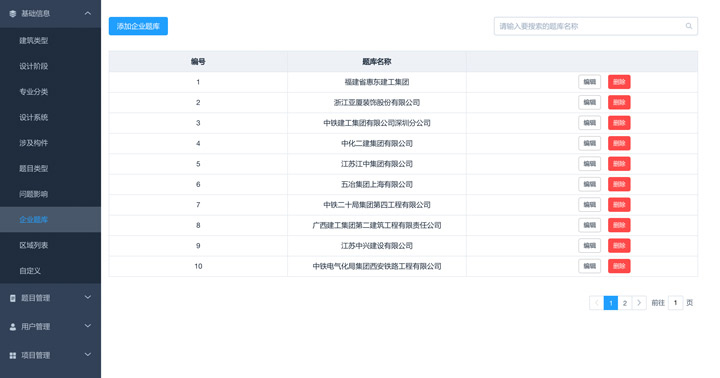 基础信息
建筑类型
设计阶段
专业分类
设计系统
涉及构件
题目类型
问题影响
企业题库
区域列表
自定义
题目管理
用户管理
项目管理
添加企业题库
请输入要搜索的题库名称
编号 题库名称
1 福建省惠东建工集团 编辑 删除
2 浙江亚厦装饰股份有限公司 编辑 删除
3 中铁建工集团有限公司深圳分公司 编辑 删除
4 中化二建集团有限公司 编辑 删除
5 江苏江中集团有限公司 编辑 删除
6 五冶集团上海有限公司 编辑 删除
7 中铁二十局集团第四工程有限公司 编辑 删除
8 广西建工集团第二建筑工程有限责任公司 编辑 删除
9 江苏中兴建设有限公司 编辑 删除
10 中铁电气化局集团西安铁路工程有限公司 编辑 删除
1 2 前往 1 页